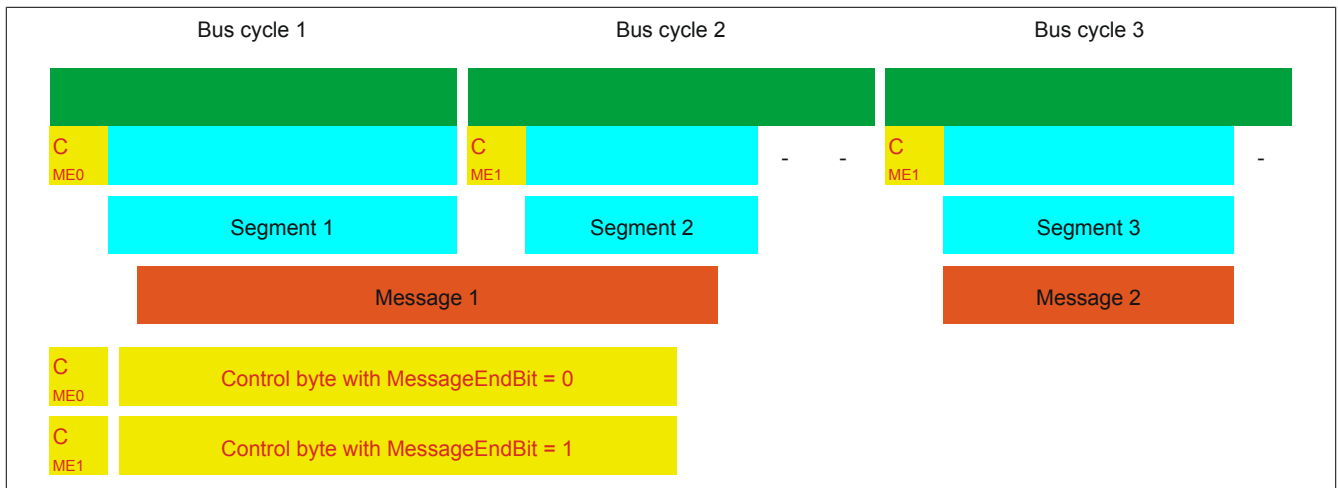 Bus cycle 1 Bus cycle 2 Bus cycle 3
C C - - C -
ME0 ME1 ME1
Segment 1 Segment 2 Segment 3
Message 1 Message 2
C
ME0
Control byte with MessageEndBit = 0
C
ME1
Control byte with MessageEndBit = 1